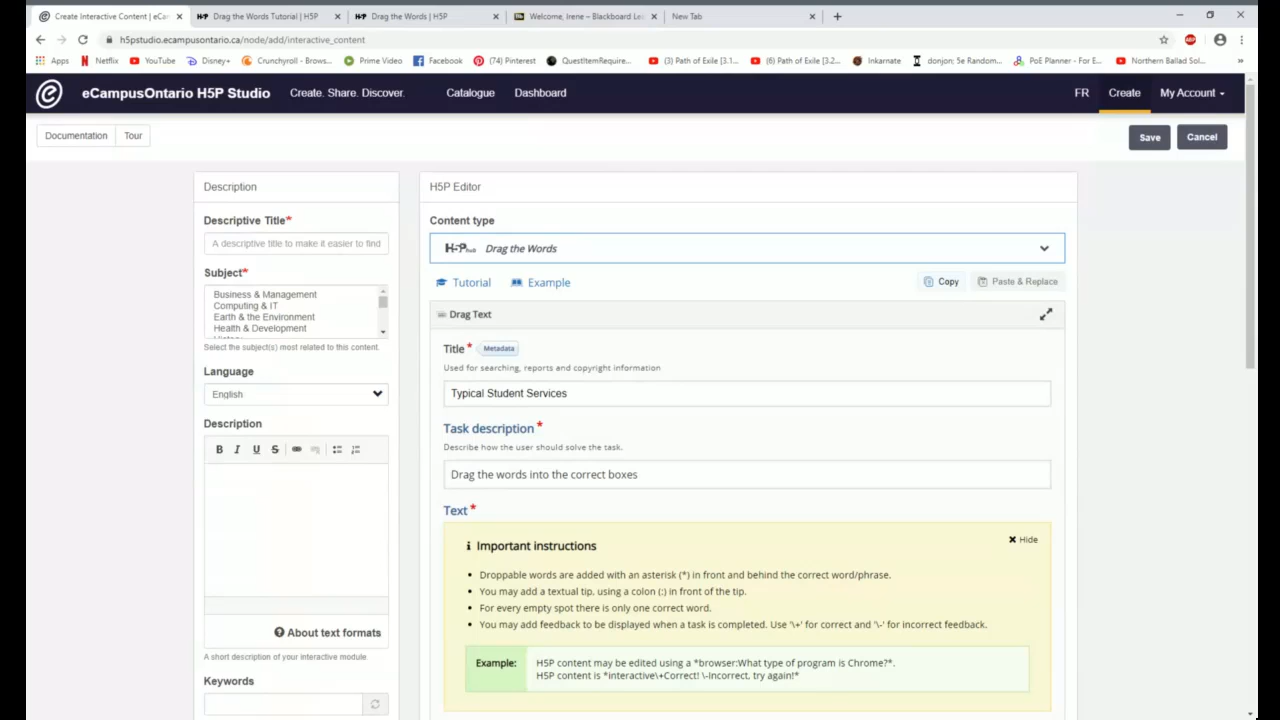 Create Interactive Content | eCam
Drag the Words Tutorial | H5P
Drag the Words | H5P
Welcome, Irene – Blackboard Le
New Tab
h5pstudio.ecampusontario.ca/node/add/interactive_content
Apps
Netflix
YouTube
Disney+
Crunchyroll - Brows...
Prime Video
Facebook
(74) Pinterest
QuestItemRequire...
(3) Path of Exile [3.1...
(6) Path of Exile [3.2...
Inkarnate
donjon; 5e Random...
PoE Planner - For E...
Northern Ballad Sol...
eCampusOntario H5P Studio
Create. Share. Discover.
Catalogue
Dashboard
FR
Create
My Account
Documentation
Tour
Save
Cancel
Description
Descriptive Title*
A descriptive title to make it easier to find
Subject*
Business & Management
Computing & IT
Earth & the Environment
Health & Development
Select the subject(s) most related to this content.
Language
English
Description
B I U S
About text formats
A short description of your interactive module.
Keywords
H5P Editor
Content type
H5P hub Drag the Words
Tutorial
Example
Copy
Paste & Replace
Drag Text
Title * Metadata
Used for searching, reports and copyright information
Typical Student Services
Task description *
Describe how the user should solve the task.
Drag the words into the correct boxes
Text *
Important instructions
Hide
Droppable words are added with an asterisk (*) in front and behind the correct word/phrase.
You may add a textual tip, using a colon (:) in front of the tip.
For every empty spot there is only one correct word.
You may add feedback to be displayed when a task is completed. Use '\+' for correct and '\-' for incorrect feedback.
Example:
H5P content may be edited using a *browser:What type of program is Chrome?*.
H5P content is *interactive\+Correct! \-Incorrect, try again!*